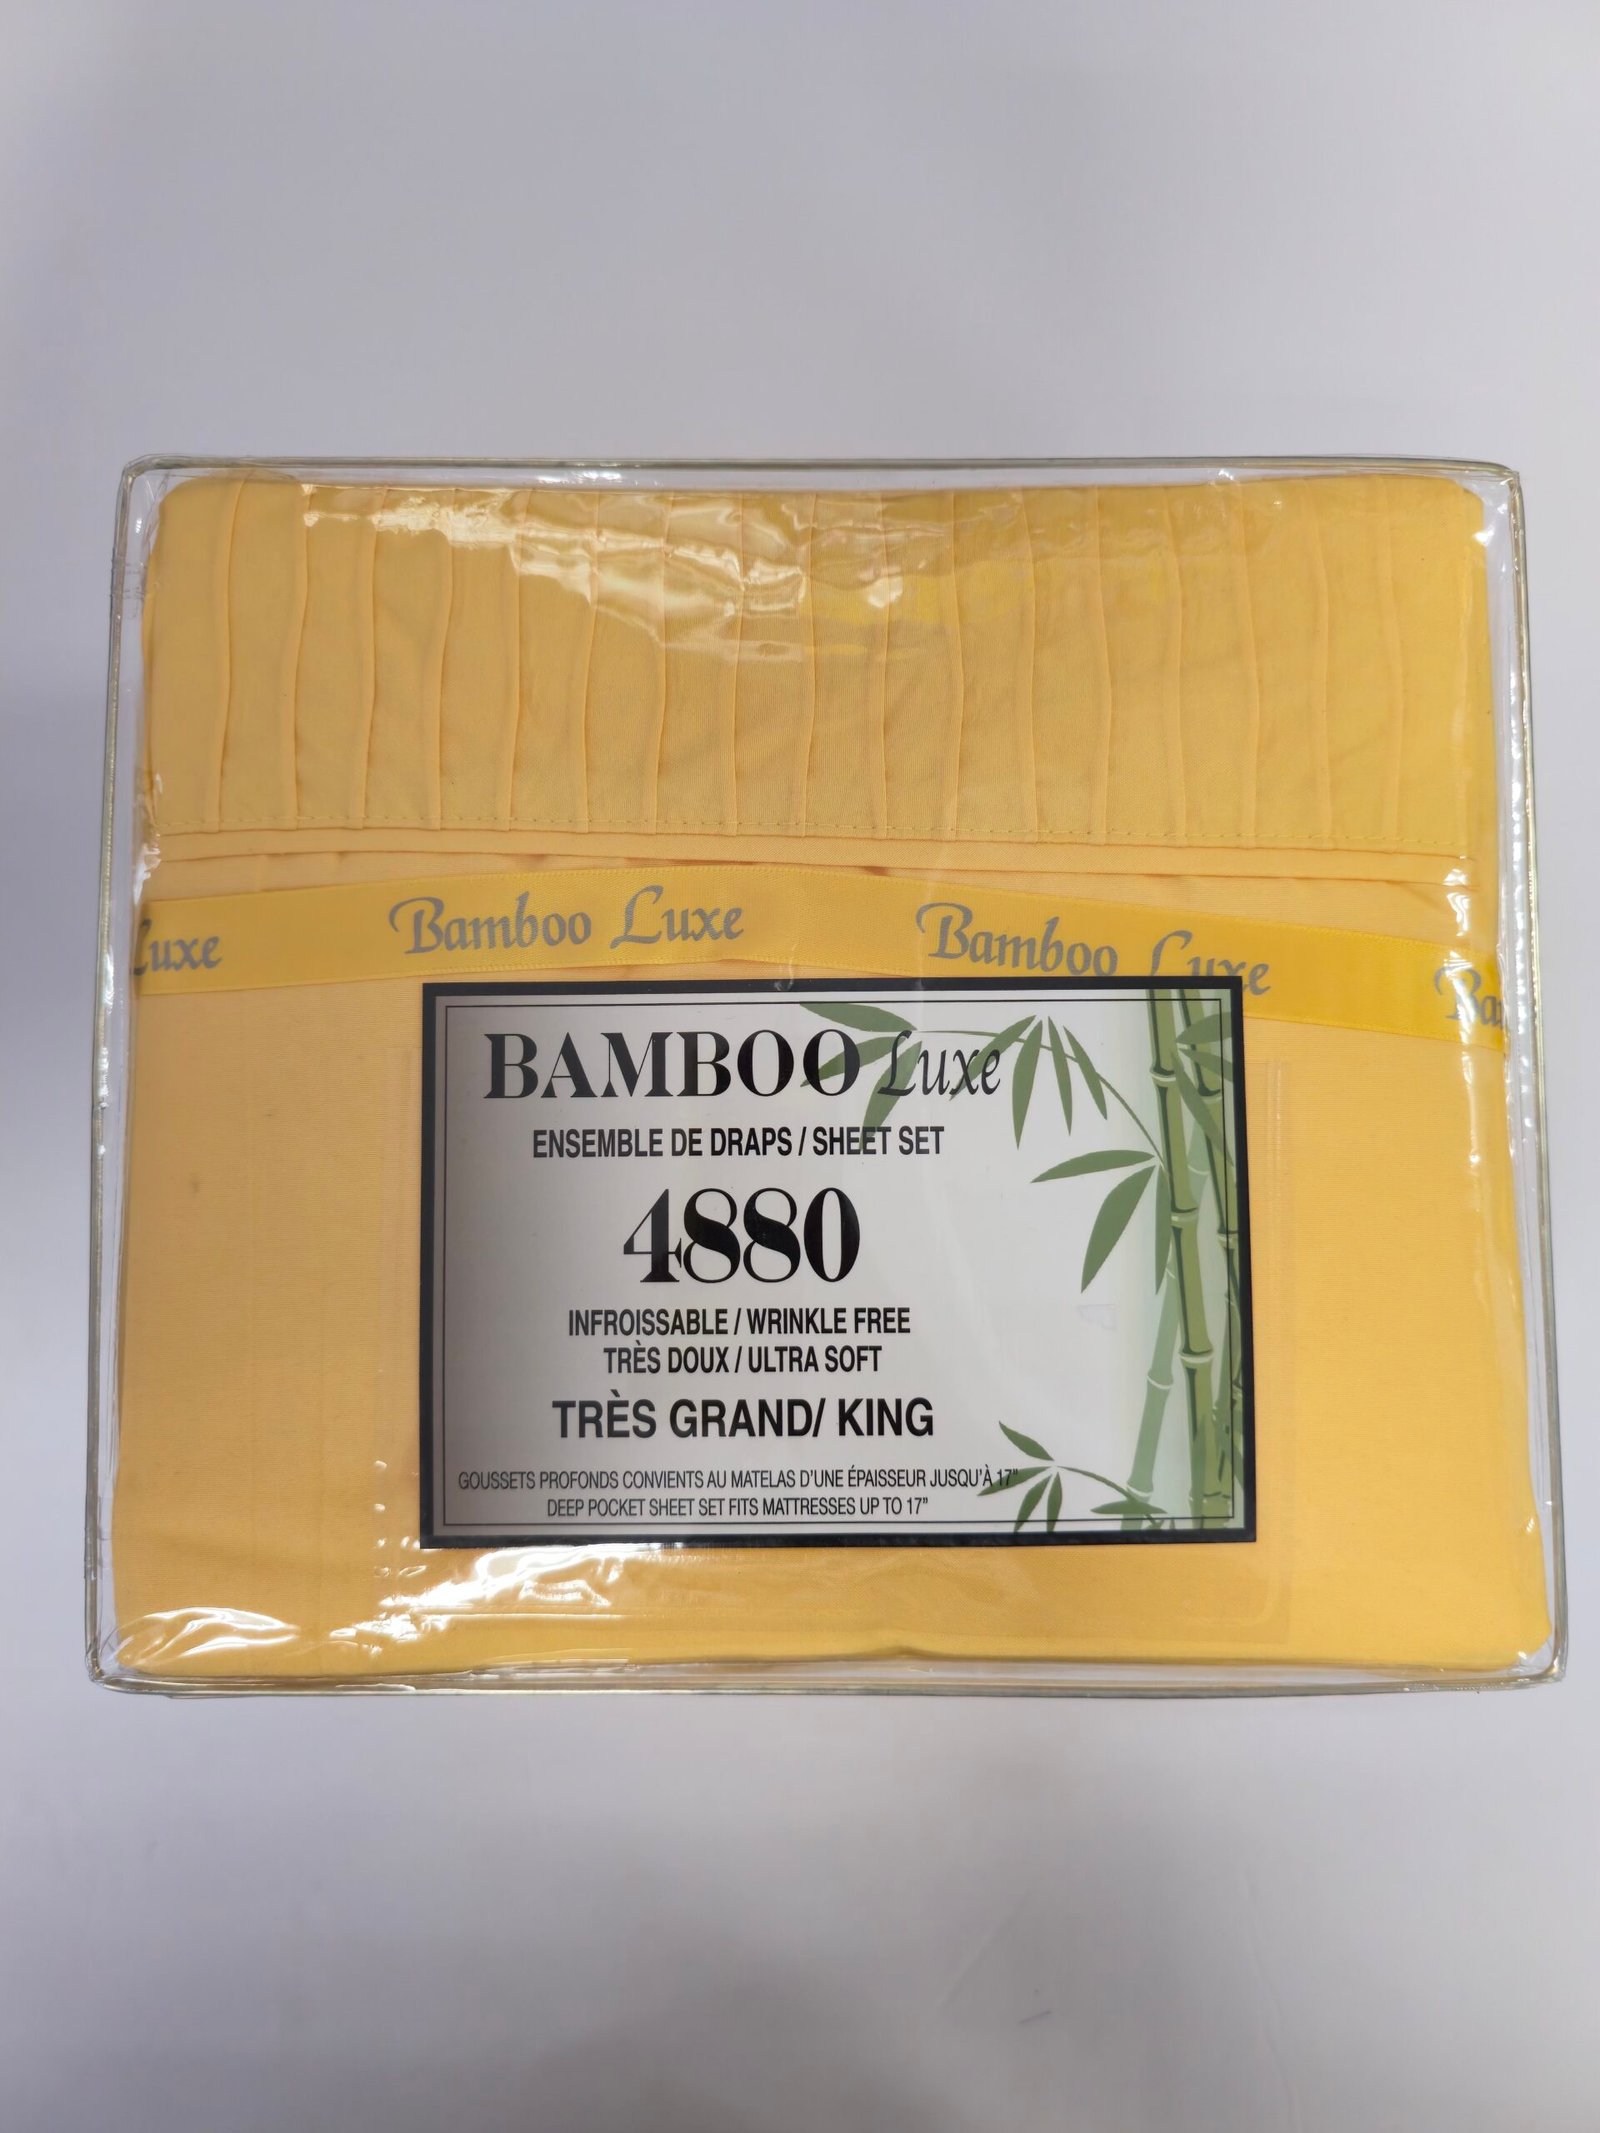 Luxe Bamboo Luxe Bamboo Luxe Ba
BAMBOO Luxe
ENSEMBLE DE DRAPS / SHEET SET
4880
INFROISSABLE / WRINKLE FREE
TRÈS DOUX / ULTRA SOFT
TRÈS GRAND/ KING
GOUSSETS PROFONDS CONVIENTS AU MATELAS D'UNE ÉPAISSEUR JUSQU'À 17"
DEEP POCKET SHEET SET FITS MATTRESSES UP TO 17"